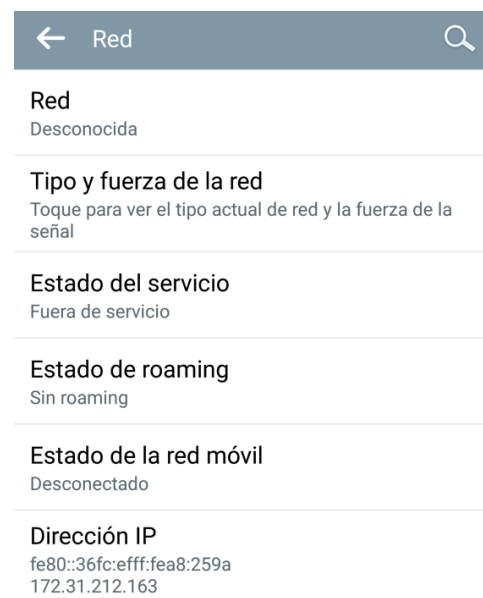 Red
Red
Desconocida
Tipo y fuerza de la red
Toque para ver el tipo actual de red y la fuerza de la
señal
Estado del servicio
Fuera de servicio
Estado de roaming
Sin roaming
Estado de la red móvil
Desconectado
Dirección IP
fe80::36fc:efff:fea8:259a
172.31.212.163